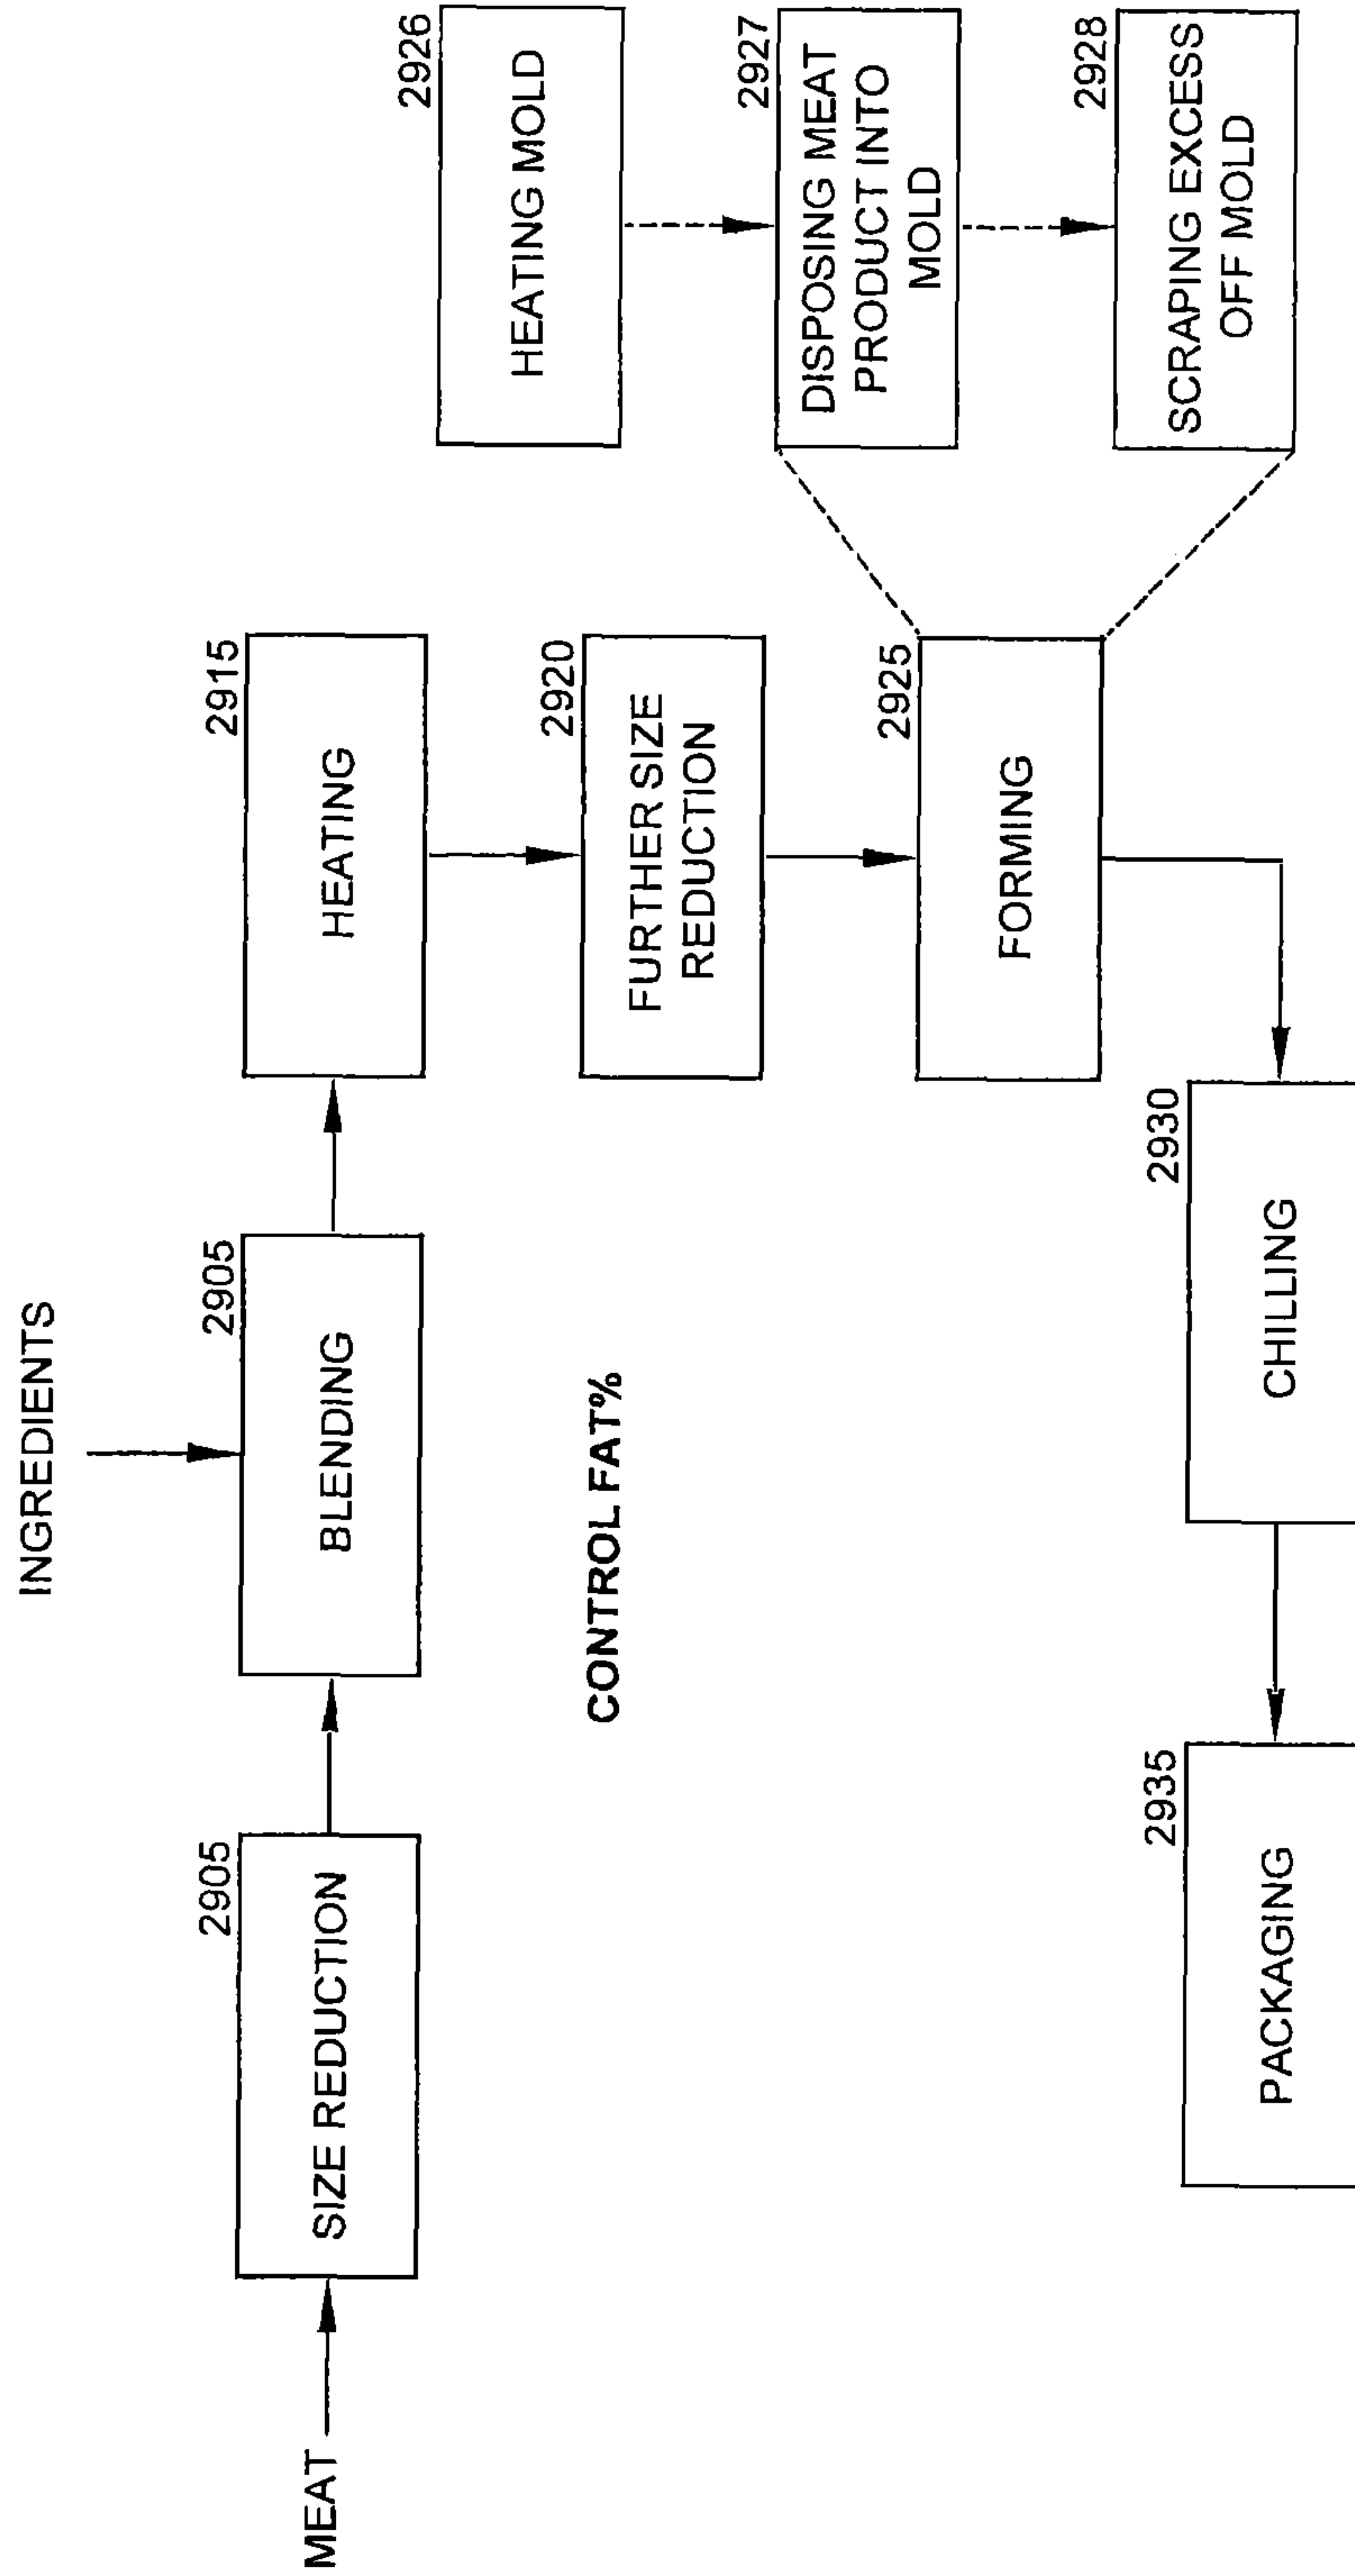 INGREDIENTS
MEAT
2905
SIZE REDUCTION
2905
BLENDING
2915
HEATING
CONTROL FAT%
2920
FURTHER SIZE
REDUCTION
2925
FORMING
2926
HEATING MOLD
2927
DISPOSING MEAT
PRODUCT INTO
MOLD
2928
SCRAPING EXCESS
OFF MOLD
2930
CHILLING
2935
PACKAGING